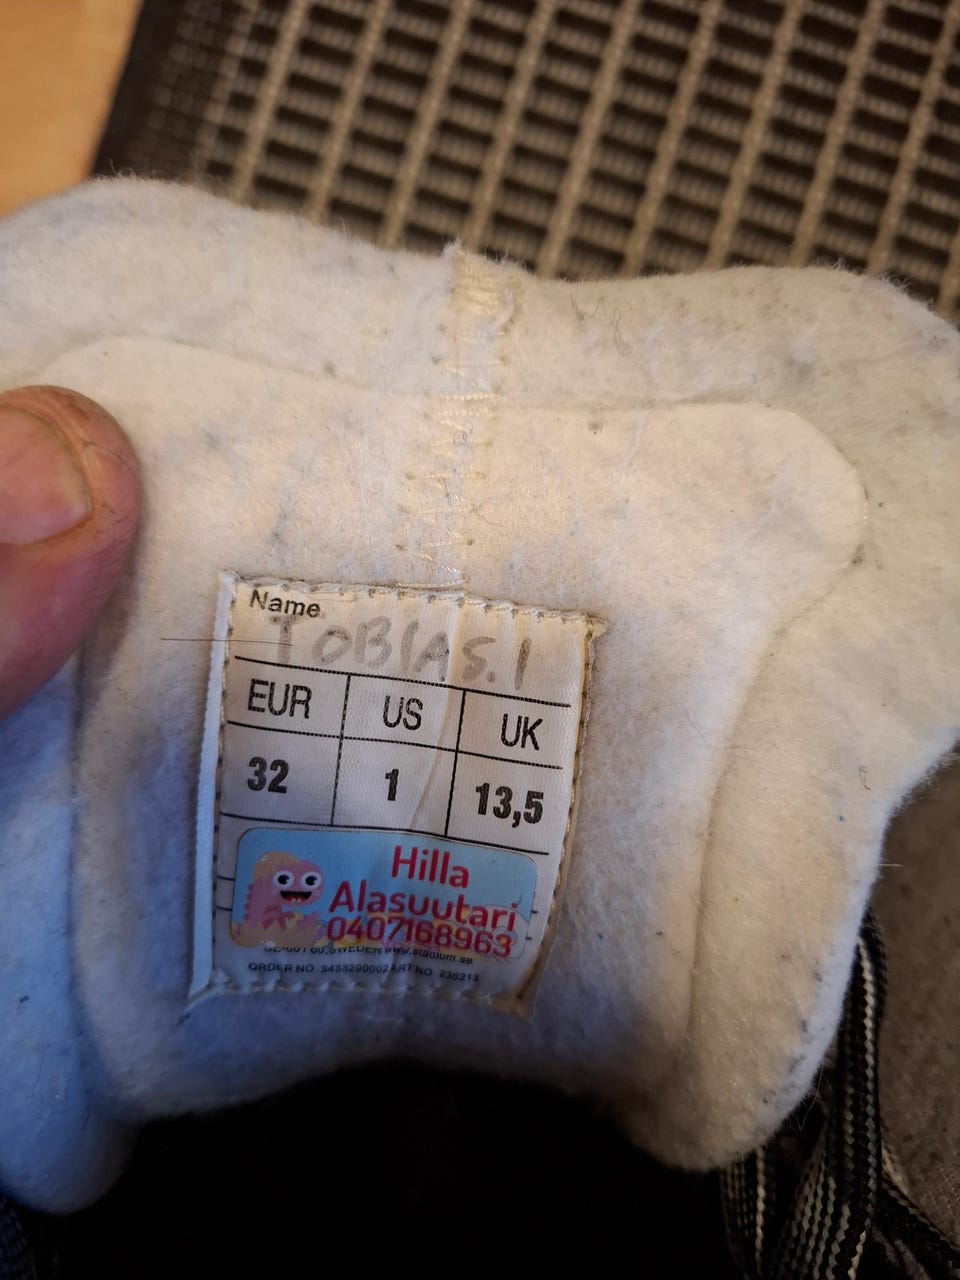 Name
TOBIAS.I
EUR US UK
32 1 13,5
Hilla
Alasuutari
0407168963
SWEDEN www.stadium.se
ORDER NO 3433290002 ART NO 236213